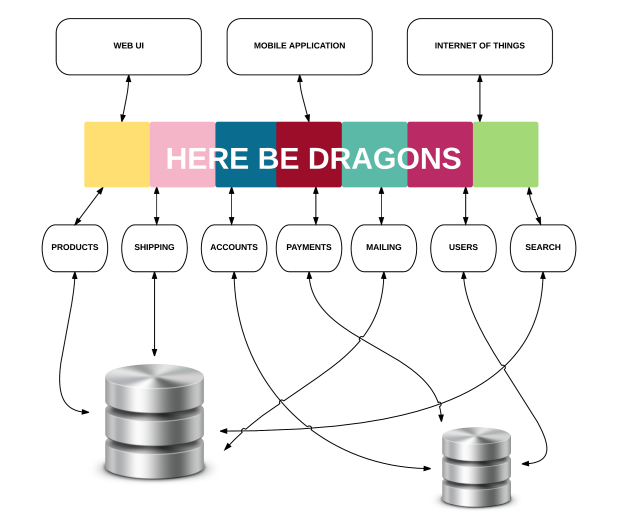 WEB UI
MOBILE APPLICATION
INTERNET OF THINGS
HERE BE DRAGONS
PRODUCTS
SHIPPING
ACCOUNTS
PAYMENTS
MAILING
USERS
SEARCH